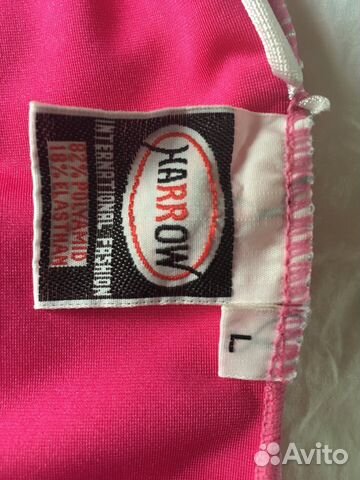 HARROW
INTERNATIONAL FASHION
82% POLYAMID
18% ELASTHAN
L
Avito